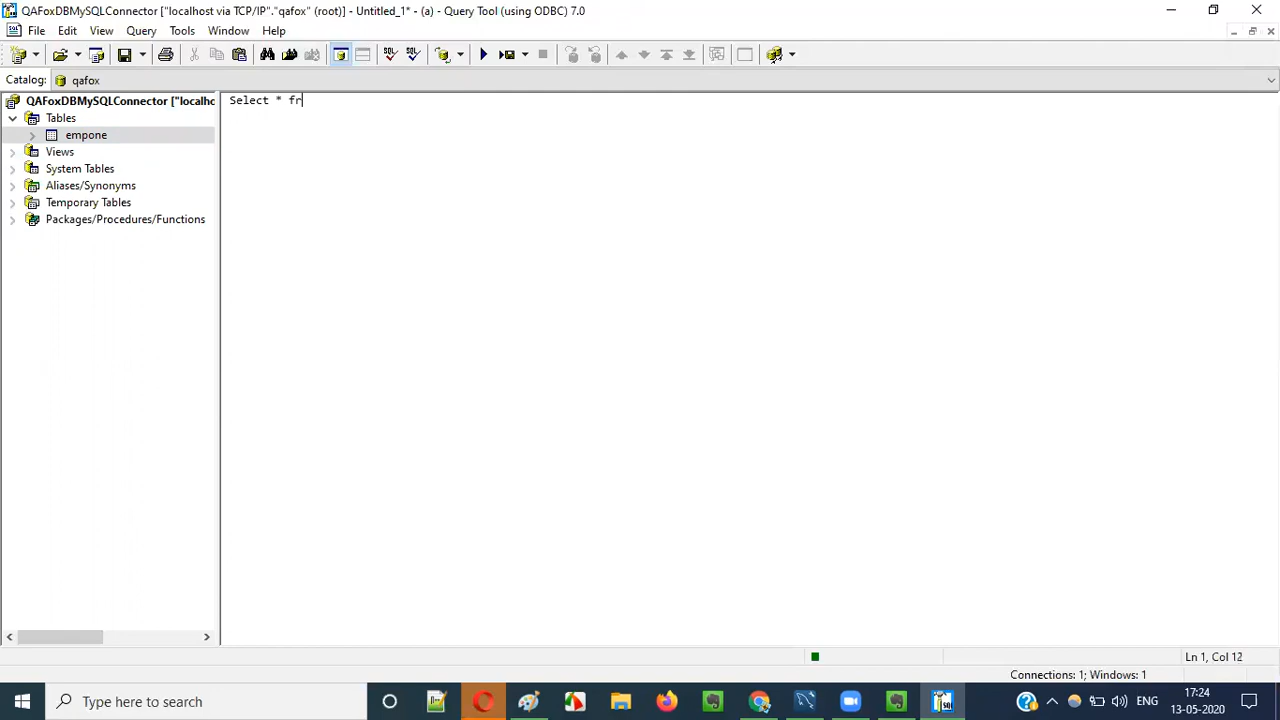 QAFoxDBMySQLConnector ["localhost via TCP/IP"."qafox" (root)] - Untitled_1* - (a) - Query Tool (using ODBC) 7.0
File Edit View Query Tools Window Help
Catalog: qafox
QAFoxDBMySQLConnector ["localhc
Select * fr
Tables
empone
Views
System Tables
Aliases/Synonyms
Temporary Tables
Packages/Procedures/Functions
Ln 1, Col 12
Connections: 1; Windows: 1
Type here to search
ENG
17:24
13-05-2020